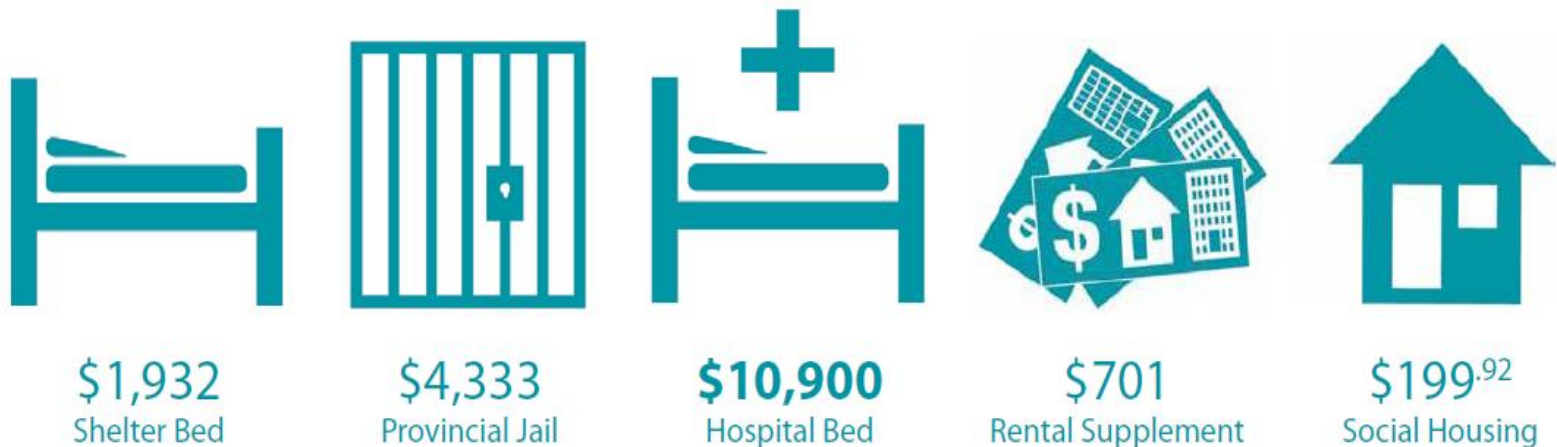 $1,932
Shelter Bed
$4,333
Provincial Jail
$10,900
Hospital Bed
$701
Rental Supplement
$199.92
Social Housing